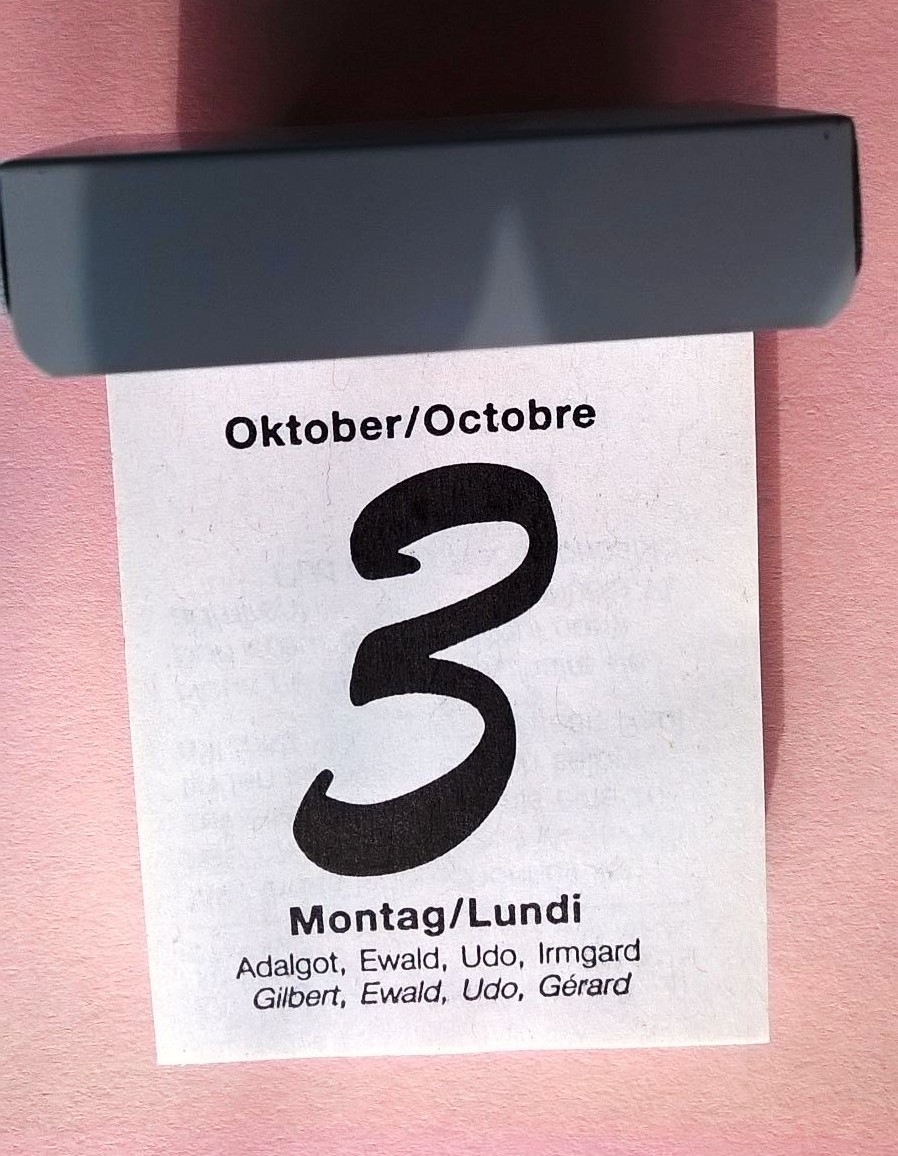 Oktober/Octobre
3
Montag/Lundi
Adalgot, Ewald, Udo, Irmgard
Gilbert, Ewald, Udo, Gérard